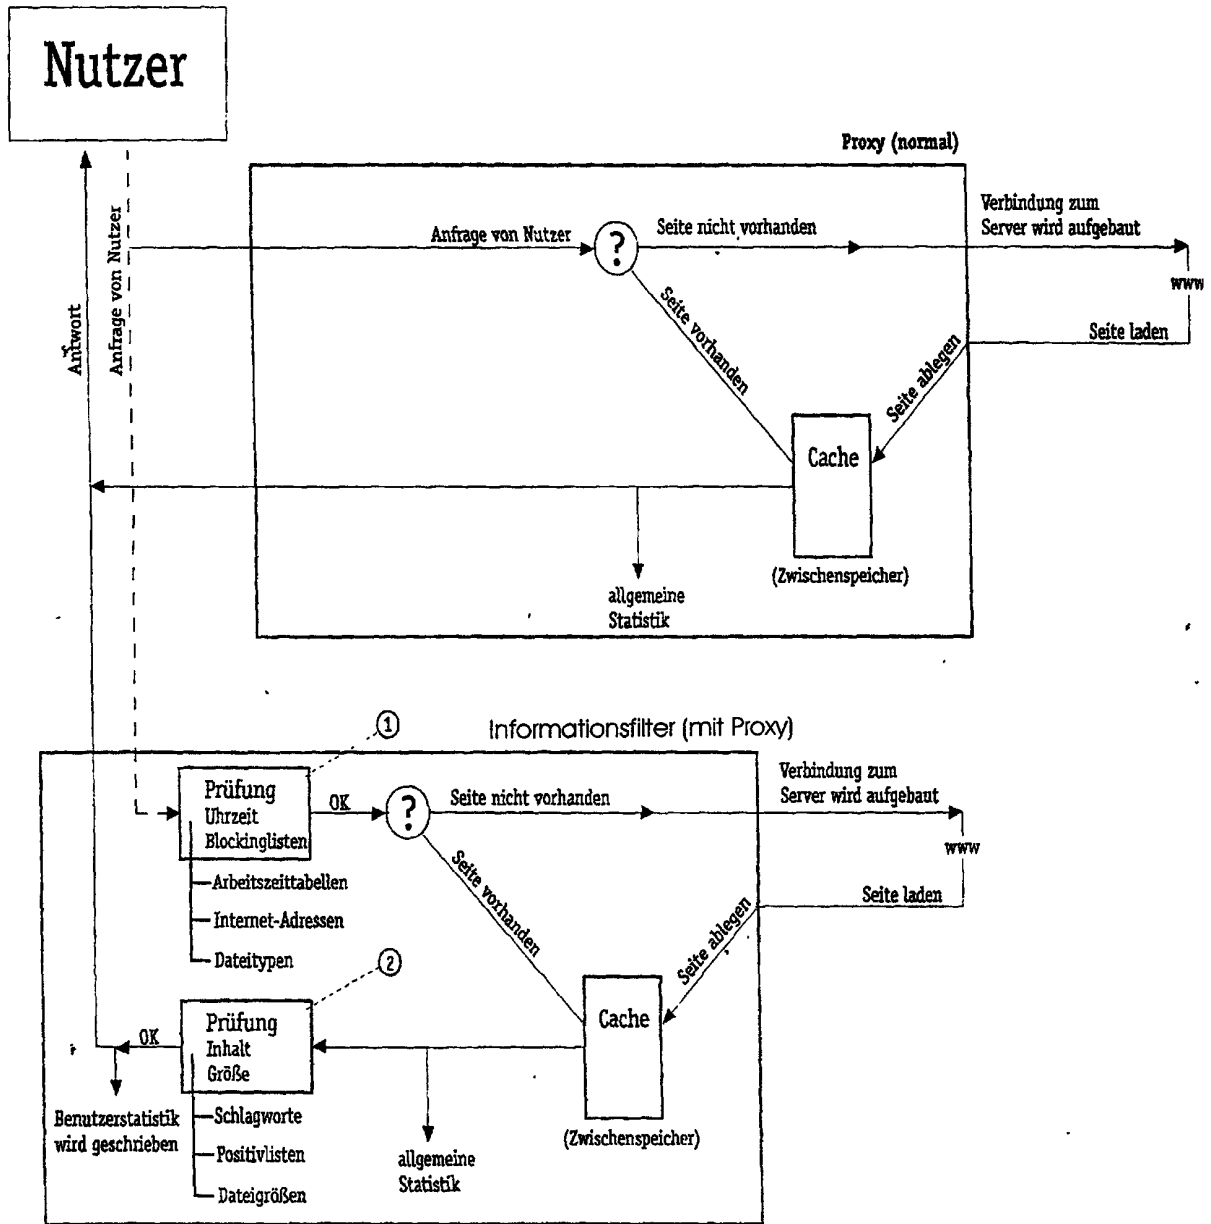 Nutzer
Proxy (normal)
Antwort
Anfrage von Nutzer
Anfrage von Nutzer
?
Seite nicht vorhanden
Verbindung zum
Server wird aufgebaut
www
Seite laden
Seite vorhanden
Seite ablegen
Cache
(Zwischenspeicher)
allgemeine
Statistik
Informationsfilter (mit Proxy)
1
Prüfung
Uhrzeit
Blockinglisten
Arbeitszeittabellen
Internet-Adressen
Dateitypen
OK
?
Seite nicht vorhanden
Verbindung zum
Server wird aufgebaut
www
Seite laden
Seite vorhanden
Seite ablegen
Cache
(Zwischenspeicher)
2
Prüfung
Inhalt
Größe
Schlagworte
Positivlisten
Dateigrößen
OK
Benutzerstatistik
wird geschrieben
allgemeine
Statistik